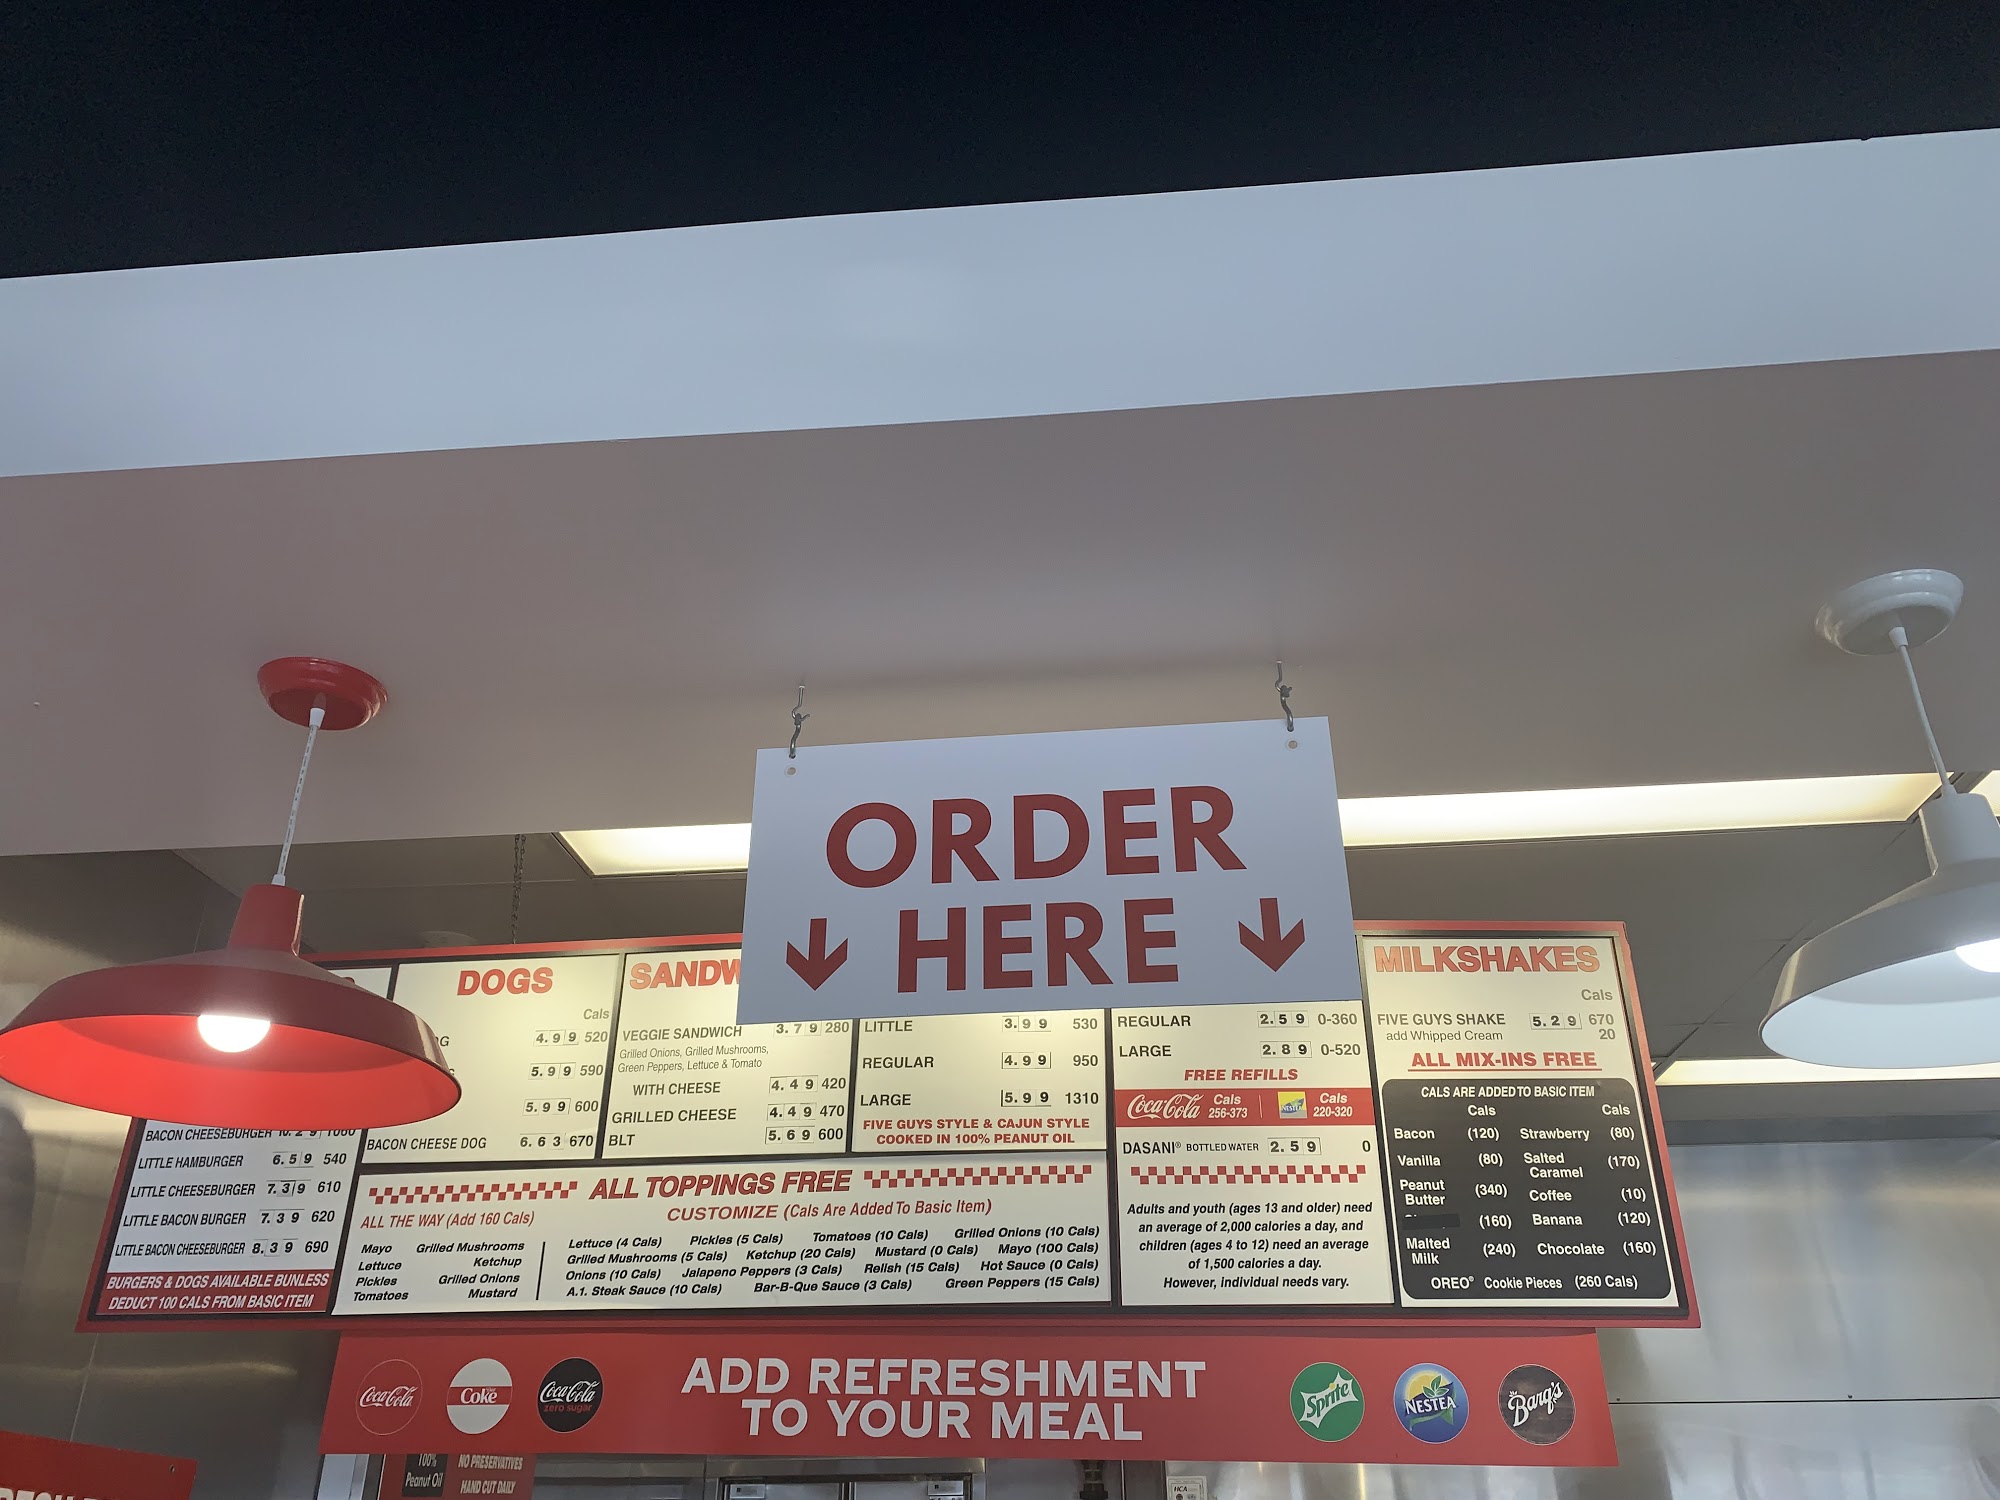 ORDER
HERE
DOGS
Cals
4.99 520
5.99 590
5.99 600
BACON CHEESE DOG 6.63 670
SANDW
VEGGIE SANDWICH 3.79 280
Grilled Onions, Grilled Mushrooms,
Green Peppers, Lettuce & Tomato
WITH CHEESE 4.49 420
GRILLED CHEESE 4.49 470
BLT 5.69 600
LITTLE 3.99 530
REGULAR 4.99 950
LARGE 5.99 1310
FIVE GUYS STYLE & CAJUN STYLE
COOKED IN 100% PEANUT OIL
REGULAR 2.59 0-360
LARGE 2.89 0-520
FREE REFILLS
Coca-Cola Cals 256-373 NESTEA Cals 220-320
DASANI® BOTTLED WATER 2.59 0
Adults and youth (ages 13 and older) need
an average of 2,000 calories a day, and
children (ages 4 to 12) need an average
of 1,500 calories a day.
However, individual needs vary.
MILKSHAKES
Cals
FIVE GUYS SHAKE 5.29 670
add Whipped Cream 20
ALL MIX-INS FREE
CALS ARE ADDED TO BASIC ITEM
Cals Cals
Bacon (120) Strawberry (80)
Vanilla (80) Salted Caramel (170)
Peanut Butter (340) Coffee (10)
(160) Banana (120)
Malted Milk (240) Chocolate (160)
OREO® Cookie Pieces (260 Cals)
BACON CHEESEBURGER 10.29 1060
LITTLE HAMBURGER 6.59 540
LITTLE CHEESEBURGER 7.39 610
LITTLE BACON BURGER 7.39 620
LITTLE BACON CHEESEBURGER 8.39 690
BURGERS & DOGS AVAILABLE BUNLESS
DEDUCT 100 CALS FROM BASIC ITEM
ALL TOPPINGS FREE
CUSTOMIZE (Cals Are Added To Basic Item)
ALL THE WAY (Add 160 Cals)
Mayo Grilled Mushrooms
Lettuce Ketchup
Pickles Grilled Onions
Tomatoes Mustard
Lettuce (4 Cals) Pickles (5 Cals) Tomatoes (10 Cals) Grilled Onions (10 Cals)
Grilled Mushrooms (5 Cals) Ketchup (20 Cals) Mustard (0 Cals) Mayo (100 Cals)
Onions (10 Cals) Jalapeno Peppers (3 Cals) Relish (15 Cals) Hot Sauce (0 Cals)
A.1. Steak Sauce (10 Cals) Bar-B-Que Sauce (3 Cals) Green Peppers (15 Cals)
Coca-Cola
Coke
Coca-Cola zero sugar
ADD REFRESHMENT
TO YOUR MEAL
Sprite
NESTEA
Barq's
100%
Peanut Oil
NO PRESERVATIVES
HAND CUT DAILY
HCA